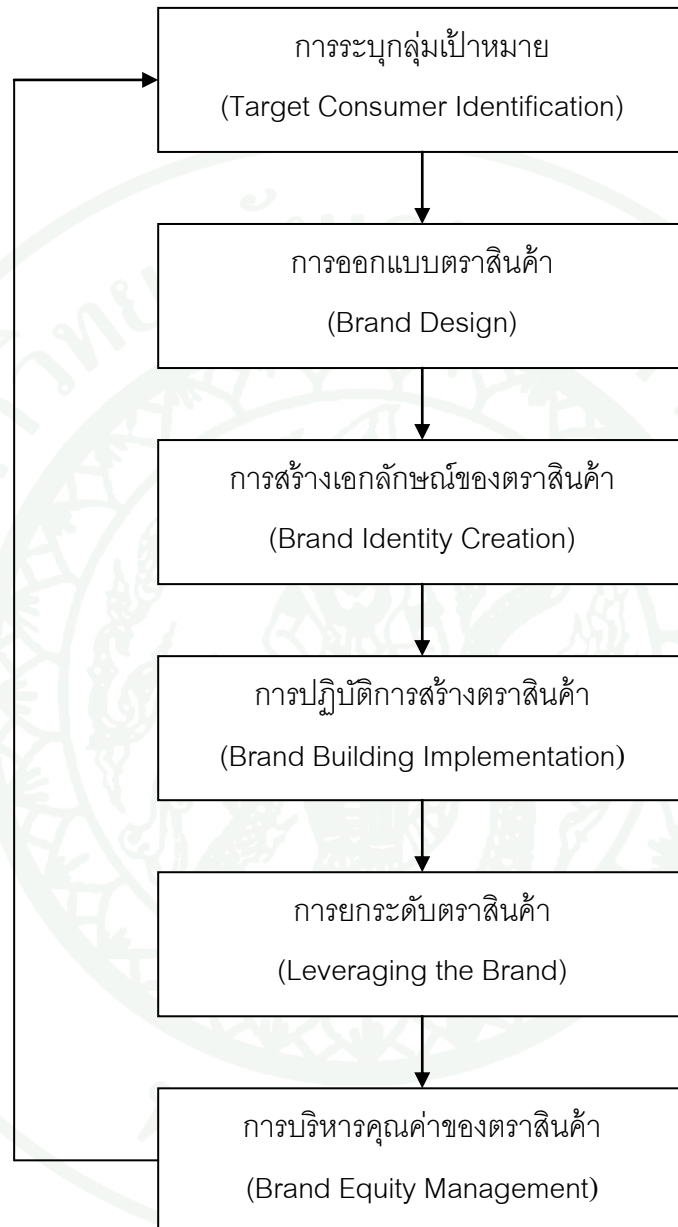 การระบุกลุ่มเป้าหมาย
(Target Consumer Identification)
การออกแบบตราสินค้า
(Brand Design)
การสร้างเอกลักษณ์ของตราสินค้า
(Brand Identity Creation)
การปฏิบัติการสร้างตราสินค้า
(Brand Building Implementation)
การยกระดับตราสินค้า
(Leveraging the Brand)
การบริหารคุณค่าของตราสินค้า
(Brand Equity Management)